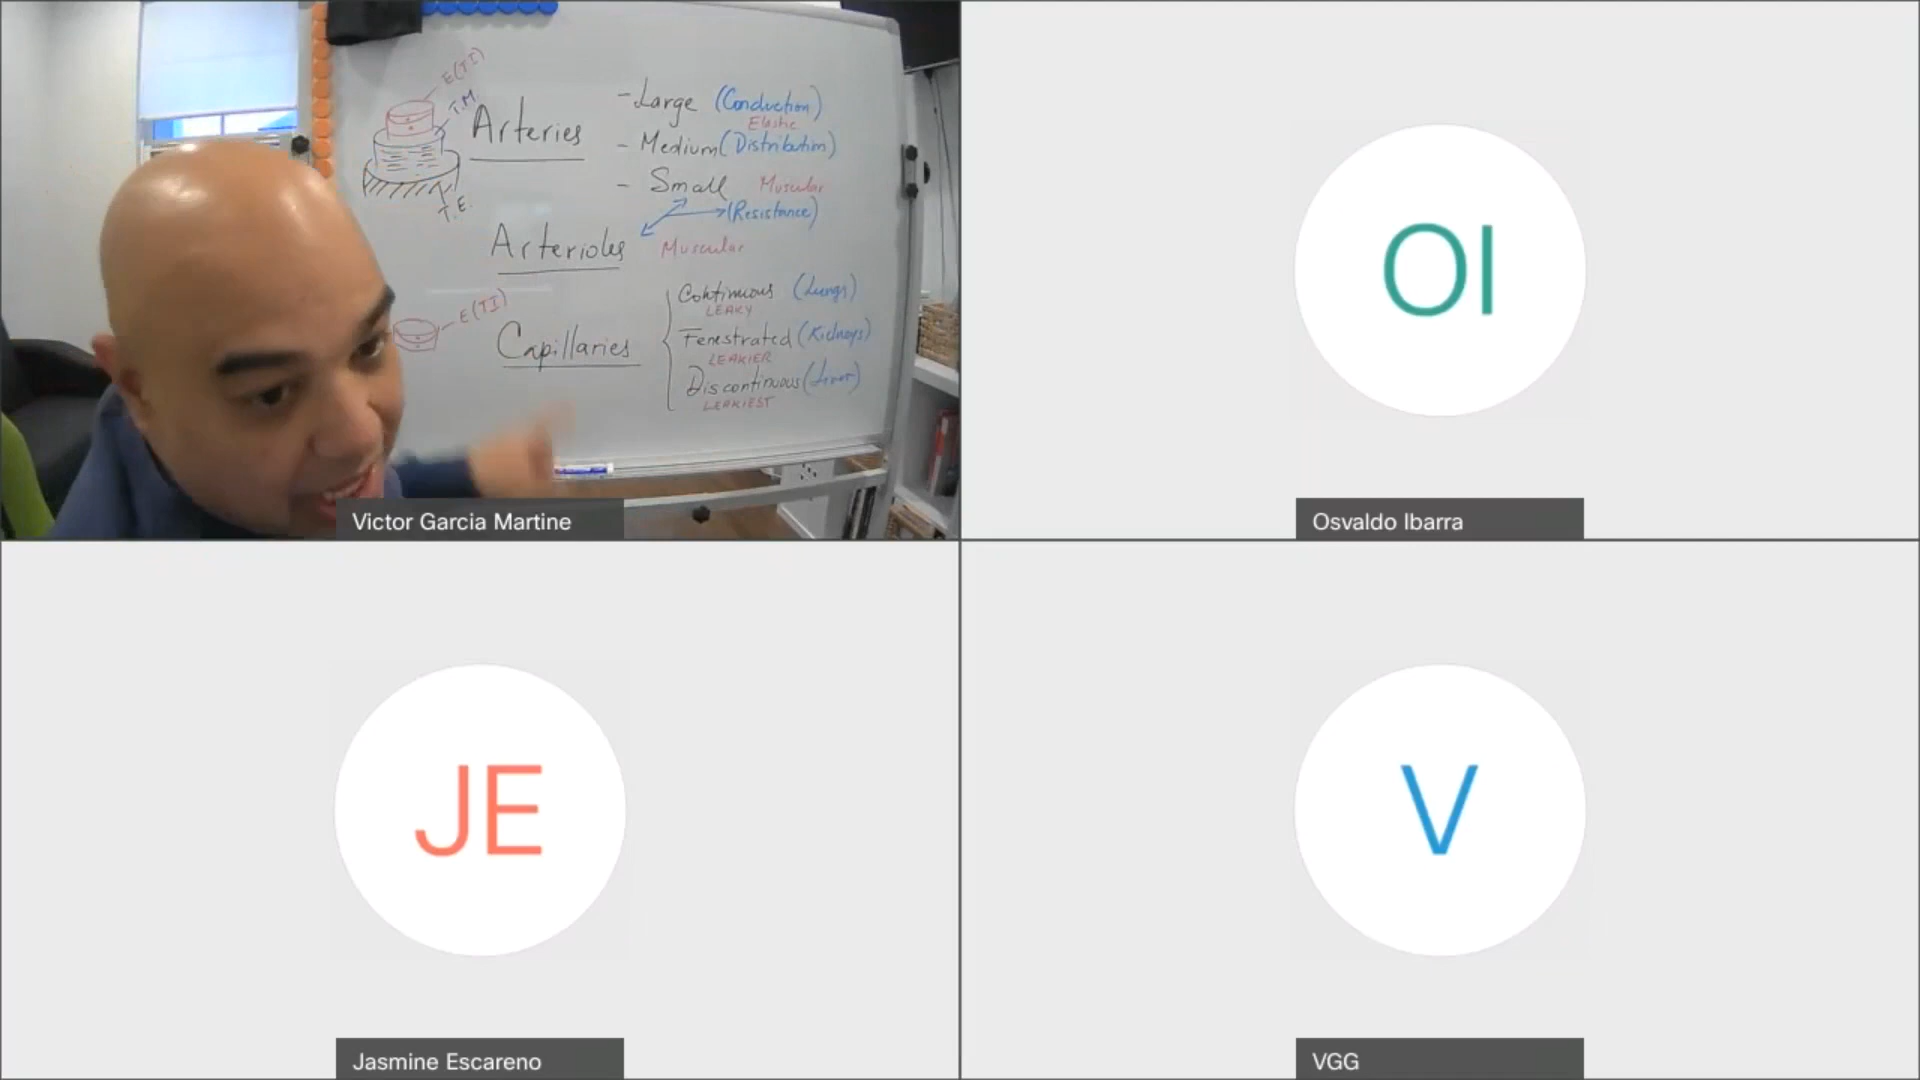 E(TI)
T.M.
Arteries
T.E.
- Large (Conduction)
Elastic
- Medium (Distribution)
- Small Muscular
(Resistance)
Arterioles Muscular
E(TI)
Capillaries
Continuous (Lungs)
LEAKY
Fenestrated (Kidneys)
LEAKIER
Discontinuous (Liver)
LEAKIEST
Victor Garcia Martine
OI
Osvaldo Ibarra
JE
Jasmine Escareno
V
VGG